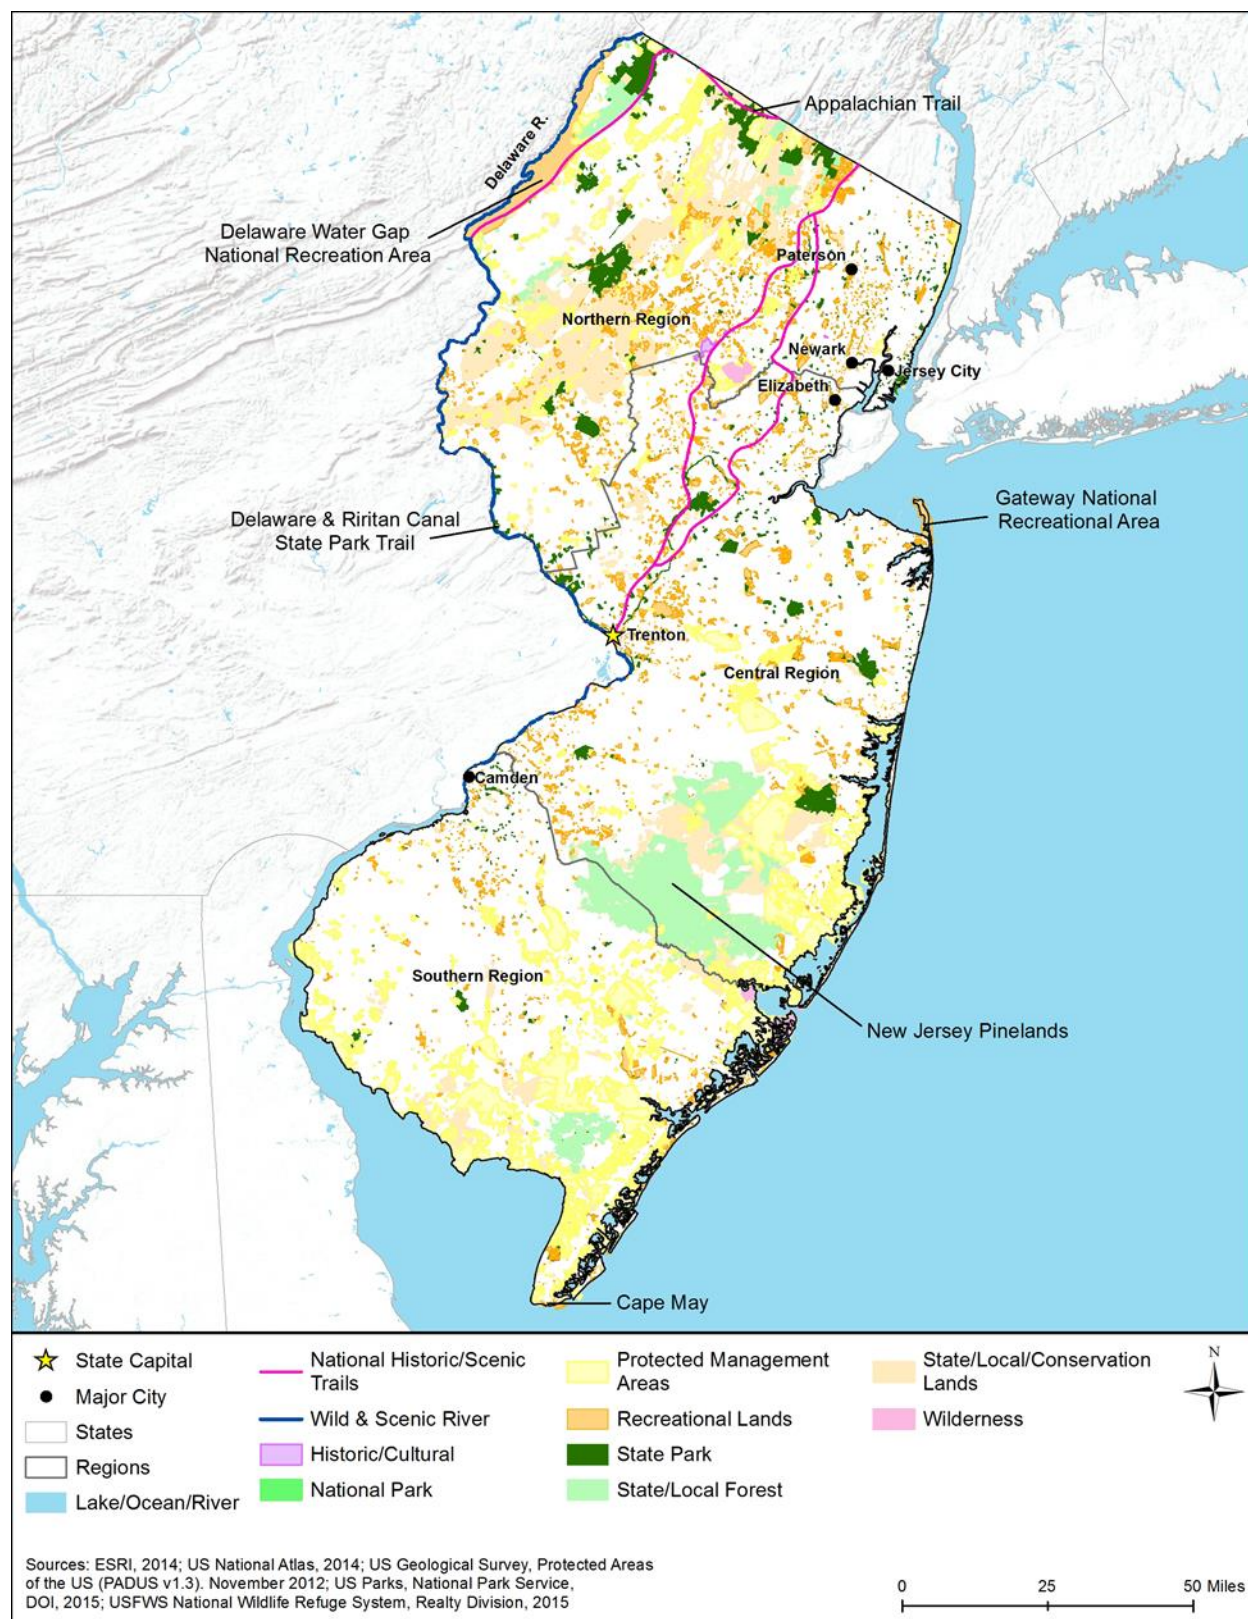 Appalachian Trail
Delaware R.
Delaware Water Gap
National Recreation Area
Paterson
Northern Region
Newark
Jersey City
Elizabeth
Gateway National
Recreational Area
Delaware & Riritan Canal
State Park Trail
Trenton
Central Region
Camden
Southern Region
New Jersey Pinelands
Cape May
State Capital
Major City
States
Regions
Lake/Ocean/River
National Historic/Scenic
Trails
Wild & Scenic River
Historic/Cultural
National Park
Protected Management
Areas
Recreational Lands
State Park
State/Local Forest
State/Local/Conservation
Lands
Wilderness
N
Sources: ESRI, 2014; US National Atlas, 2014; US Geological Survey, Protected Areas
of the US (PADUS v1.3). November 2012; US Parks, National Park Service,
DOI, 2015; USFWS National Wildlife Refuge System, Realty Division, 2015
0 25 50 Miles